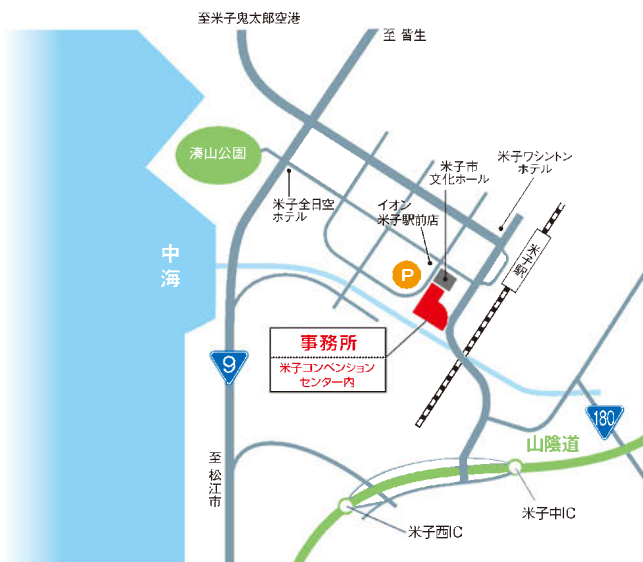 至米子鬼太郎空港
至 皆生
湊山公園
米子全日空
ホテル
イオン
米子駅前店
米子市
文化ホール
米子ワシントン
ホテル
米子駅
中海
P
事務所
米子コンベンション
センター内
9
180
至松江市
山陰道
米子中IC
米子西IC